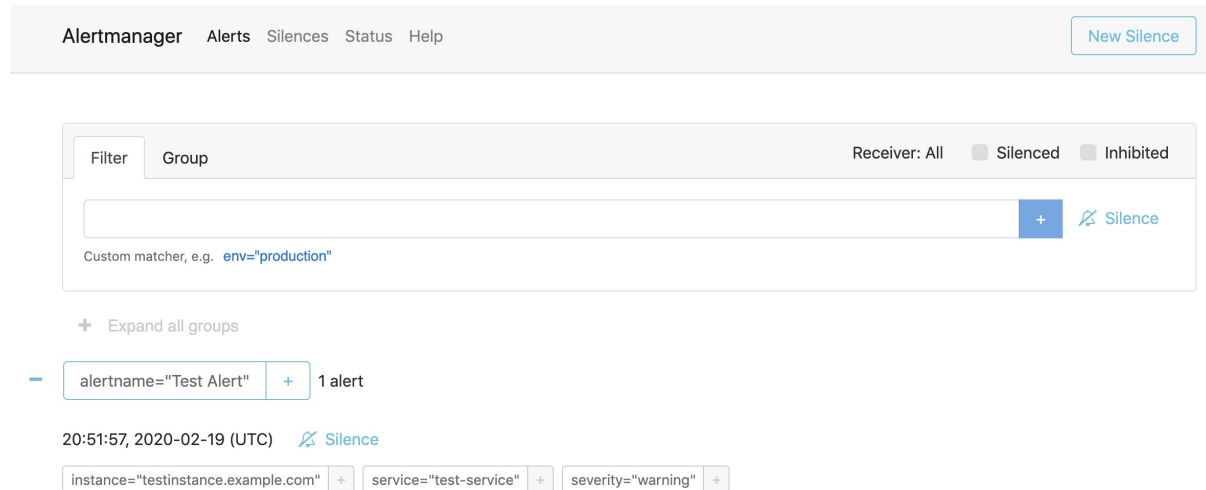 Alertmanager Alerts Silences Status Help New Silence
Filter Group Receiver: All Silenced Inhibited
+ Silence
Custom matcher, e.g. env="production"
+ Expand all groups
− alertname="Test Alert" + 1 alert
20:51:57, 2020-02-19 (UTC) Silence
instance="testinstance.example.com" + service="test-service" + severity="warning" +